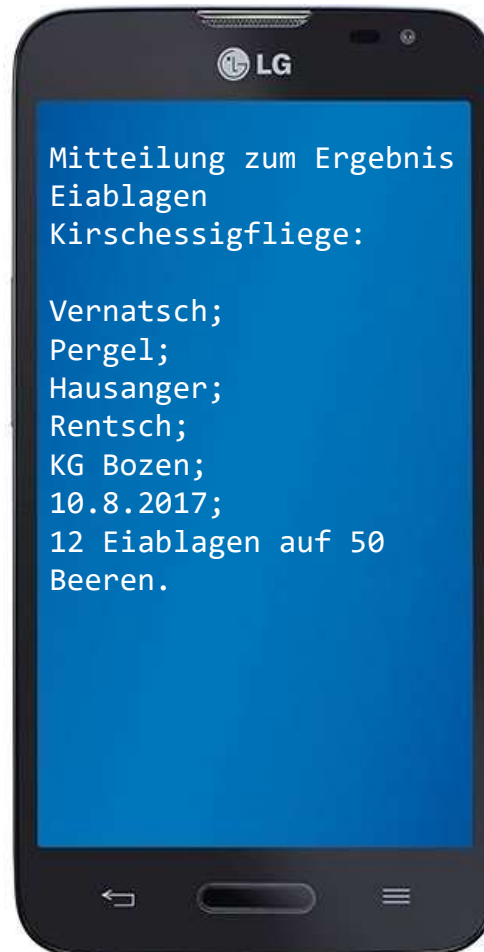 LG
Mitteilung zum Ergebnis
Eiablagen
Kirschessigfliege:
Vernatsch;
Pergel;
Hausanger;
Rentsch;
KG Bozen;
10.8.2017;
12 Eiablagen auf 50
Beeren.